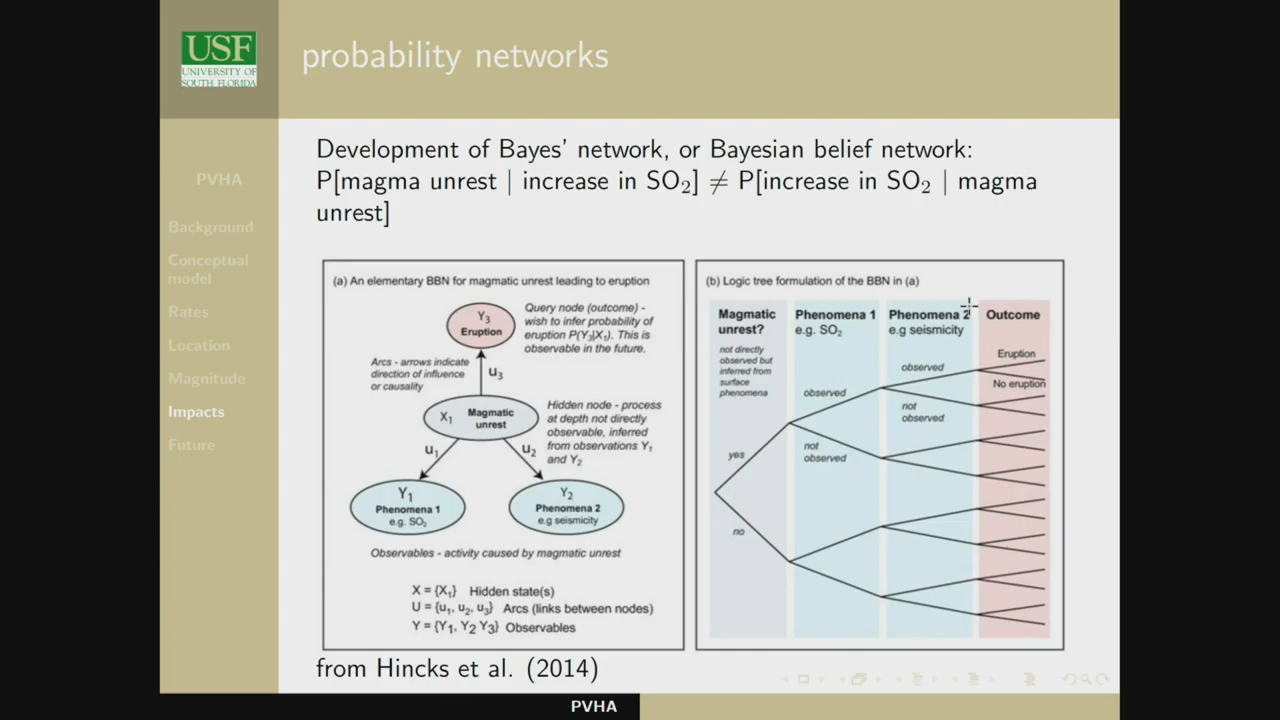 USF
UNIVERSITY OF
SOUTH FLORIDA
probability networks
PVHA
Background
Conceptual
model
Rates
Location
Magnitude
Impacts
Future
Development of Bayes' network, or Bayesian belief network:
P[magma unrest | increase in SO₂] ≠ P[increase in SO₂ | magma
unrest]
(a) An elementary BBN for magmatic unrest leading to eruption
Y₃
Eruption
Query node (outcome) -
wish to infer probability of
eruption P(Y₃|X₁). This is
observable in the future.
Arcs - arrows indicate
direction of influence
or causality
u₃
X₁ Magmatic
unrest
Hidden node - process
at depth not directly
observable, inferred
from observations Y₁
and Y₂
u₁
u₂
Y₁
Phenomena 1
e.g. SO₂
Y₂
Phenomena 2
e.g seismicity
Observables - activity caused by magmatic unrest
X = {X₁} Hidden state(s)
U = {u₁, u₂, u₃} Arcs (links between nodes)
Y = {Y₁, Y₂ Y₃} Observables
(b) Logic tree formulation of the BBN in (a)
Magmatic
unrest?
not directly
observed but
inferred from
surface
phenomena
Phenomena 1
e.g. SO₂
Phenomena 2
e.g seismicity
Outcome
Eruption
No eruption
observed
not
observed
observed
not
observed
yes
no
from Hincks et al. (2014)
PVHA